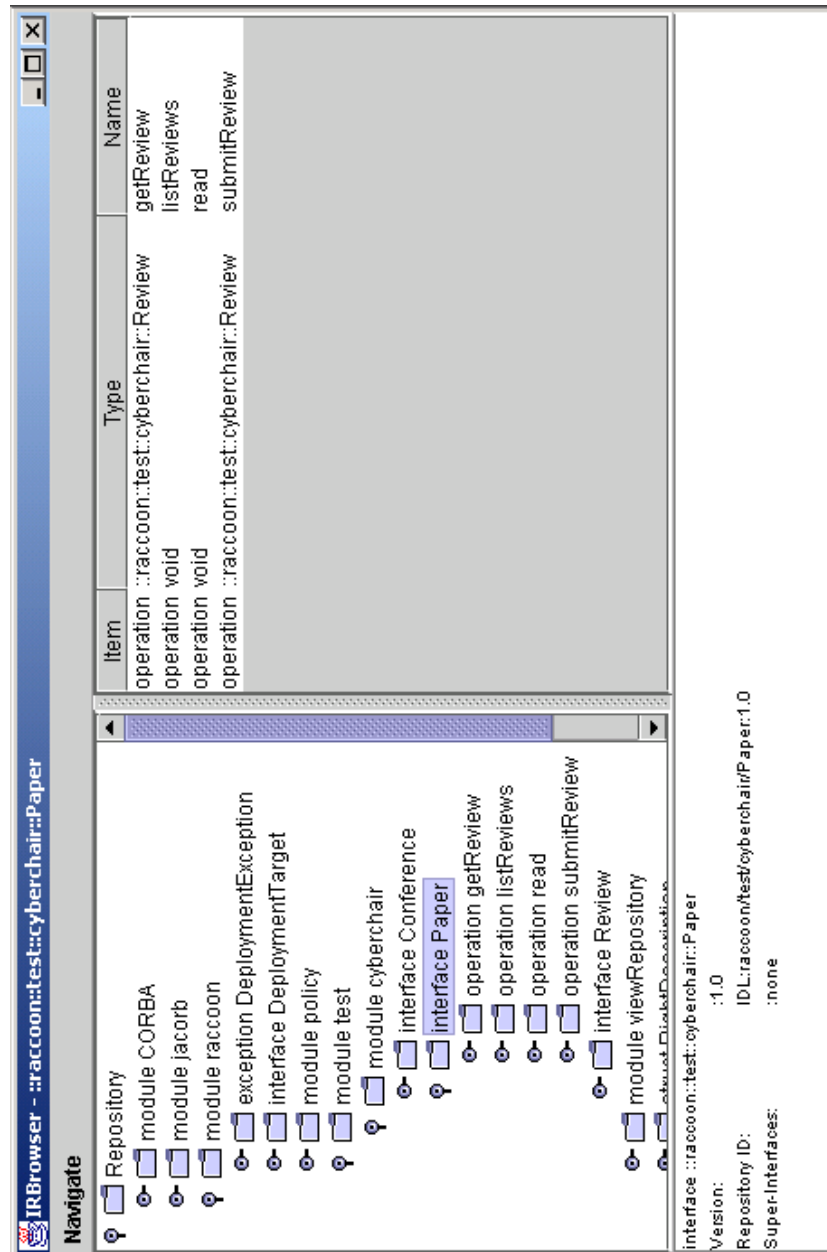 IRBrowser - ::raccoon::test::cyberchair::Paper
Navigate
Repository
module CORBA
module jacorb
module raccoon
exception DeploymentException
interface DeploymentTarget
module policy
module test
module cyberchair
interface Conference
interface Paper
operation getReview
operation listReviews
operation read
operation submitReview
interface Review
module viewRepository
struct RightDescription
Item Type Name
operation ::raccoon::test::cyberchair::Review getReview
operation void listReviews
operation void read
operation ::raccoon::test::cyberchair::Review submitReview
interface ::raccoon::test::cyberchair::Paper
Version: :1.0
Repository ID: IDL:raccoon/test/cyberchair/Paper:1.0
Super-Interfaces: :none